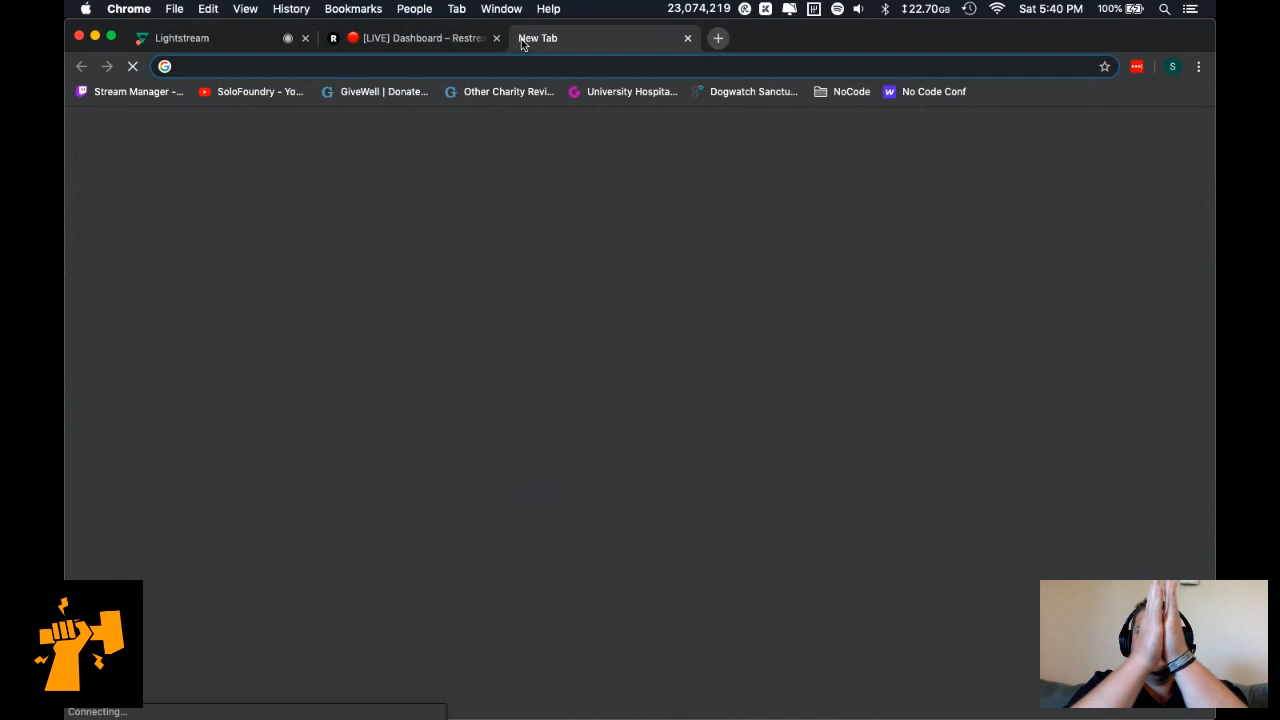 Chrome File Edit View History Bookmarks People Tab Window Help 23,074,219 22.70GB Sat 5:40 PM 100%
Lightstream [LIVE] Dashboard – Restrea New Tab
Stream Manager -... SoloFoundry - Yo... GiveWell | Donate... Other Charity Revi... University Hospita... Dogwatch Sanctu... NoCode No Code Conf
Connecting...